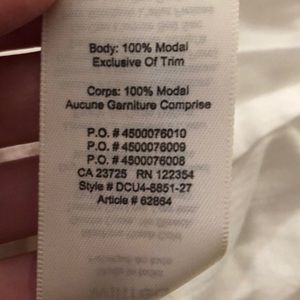 Body: 100% Modal
Exclusive Of Trim
Corps: 100% Modal
Aucune Garniture Comprise
P.O. # 4500076010
P.O. # 4500076009
P.O. # 4500076008
CA 23725 RN 122354
Style # DCU4-8851-27
Article # 62864